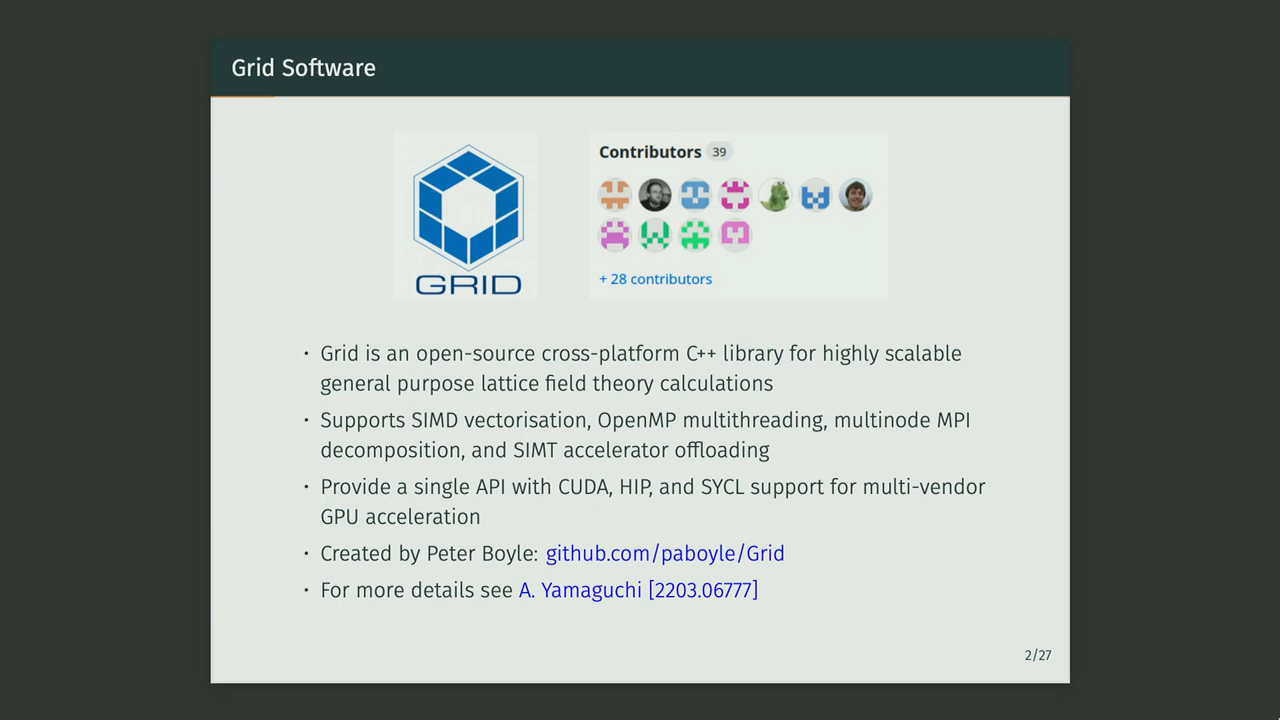 Grid Software
GRID
Contributors 39
+ 28 contributors
• Grid is an open-source cross-platform C++ library for highly scalable
general purpose lattice field theory calculations
• Supports SIMD vectorisation, OpenMP multithreading, multinode MPI
decomposition, and SIMT accelerator offloading
• Provide a single API with CUDA, HIP, and SYCL support for multi-vendor
GPU acceleration
• Created by Peter Boyle: github.com/paboyle/Grid
• For more details see A. Yamaguchi [2203.06777]
2/27